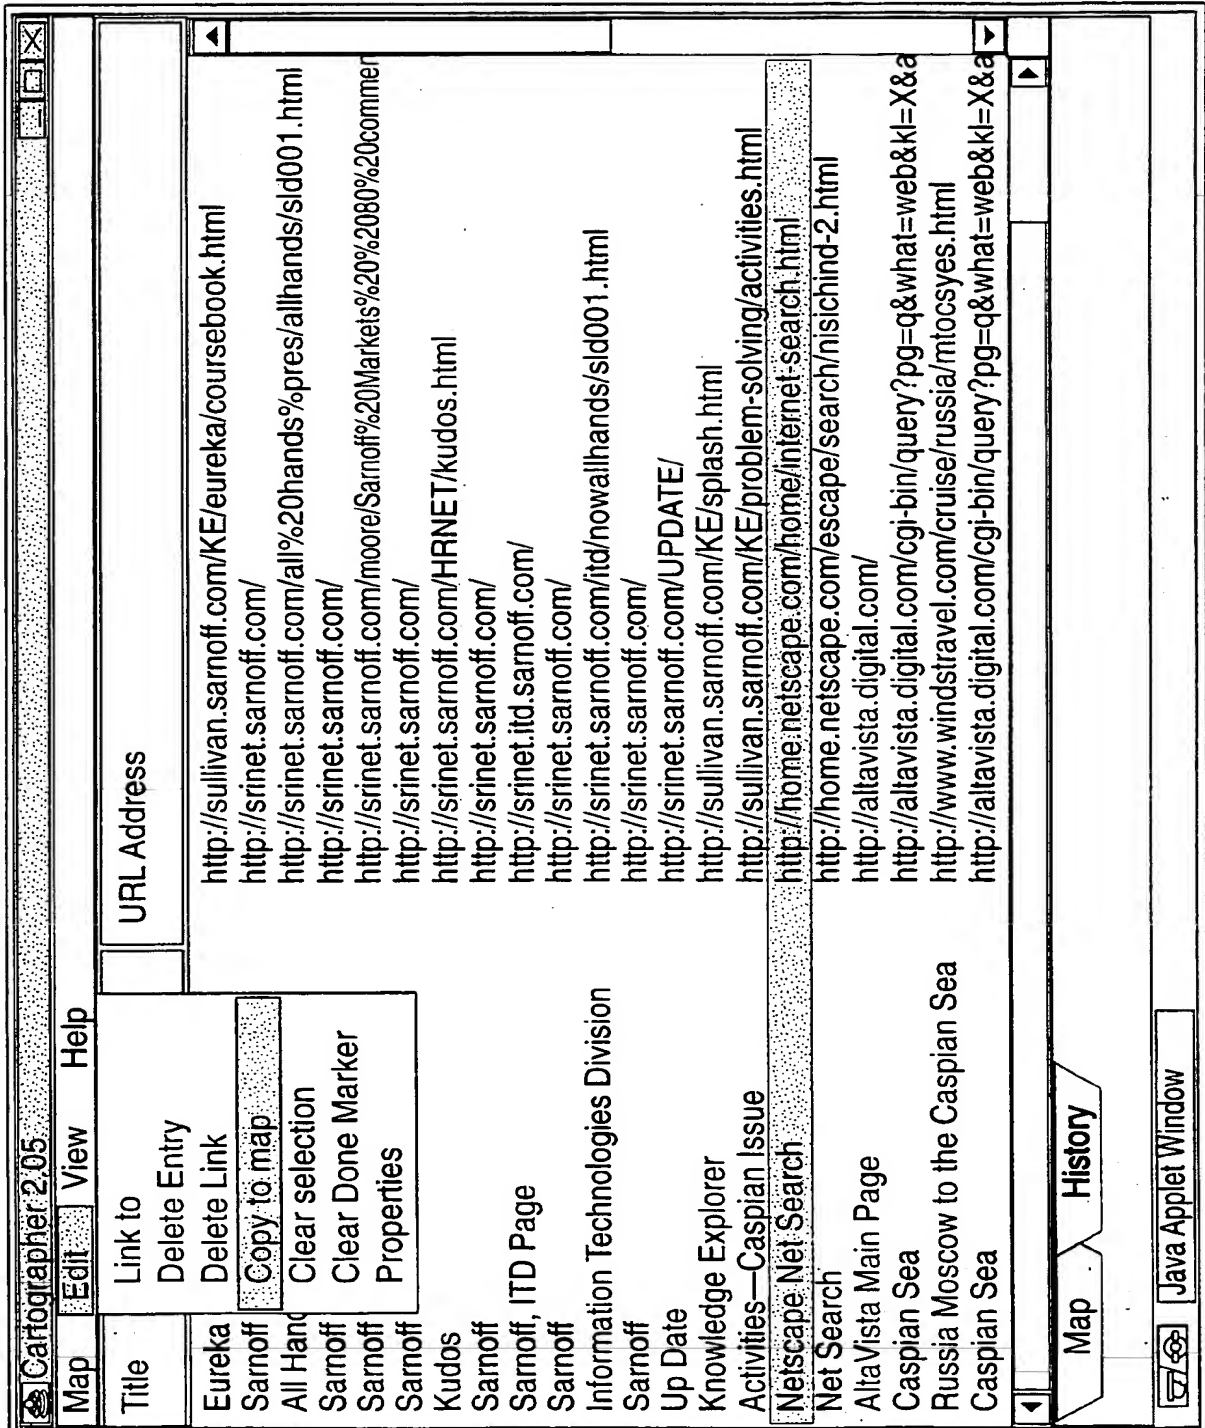 Cartographer 2.05
Map Edit View Help
Title URL Address
Link to
Delete Entry
Delete Link
Copy to map
Clear selection
Clear Done Marker
Properties
Eureka http://sullivan.sarnoff.com/KE/eureka/coursebook.html
Sarnoff http://srinet.sarnoff.com/
All Hand http://srinet.sarnoff.com/all%20hands%pres/allhands/sld001.html
Sarnoff http://srinet.sarnoff.com/
Sarnoff http://srinet.sarnoff.com/moore/Sarnoff%20Markets%20%2080%20commer
Sarnoff http://srinet.sarnoff.com/
Kudos http://srinet.sarnoff.com/HRNET/kudos.html
Sarnoff http://srinet.sarnoff.com/
Sarnoff, ITD Page http://srinet.itd.sarnoff.com/
Sarnoff http://srinet.sarnoff.com/
Information Technologies Division http://srinet.sarnoff.com/itd/nowallhands/sld001.html
Sarnoff http://srinet.sarnoff.com/
Up Date http://srinet.sarnoff.com/UPDATE/
Knowledge Explorer http://sullivan.sarnoff.com/KE/splash.html
Activities—Caspian Issue http://sullivan.sarnoff.com/KE/problem-solving/activities.html
Netscape Net Search http://home.netscape.com/home/internet-search.html
Net Search http://home.netscape.com/escape/search/nisichind-2.html
AltaVista Main Page http://altavista.digital.com/
Caspian Sea http://altavista.digital.com/cgi-bin/query?pg=q&what=web&kl=X&a
Russia Moscow to the Caspian Sea http://www.windstravel.com/cruise/russia/mtocsyes.html
Caspian Sea http://altavista.digital.com/cgi-bin/query?pg=q&what=web&kl=X&a
Map History
Java Applet Window